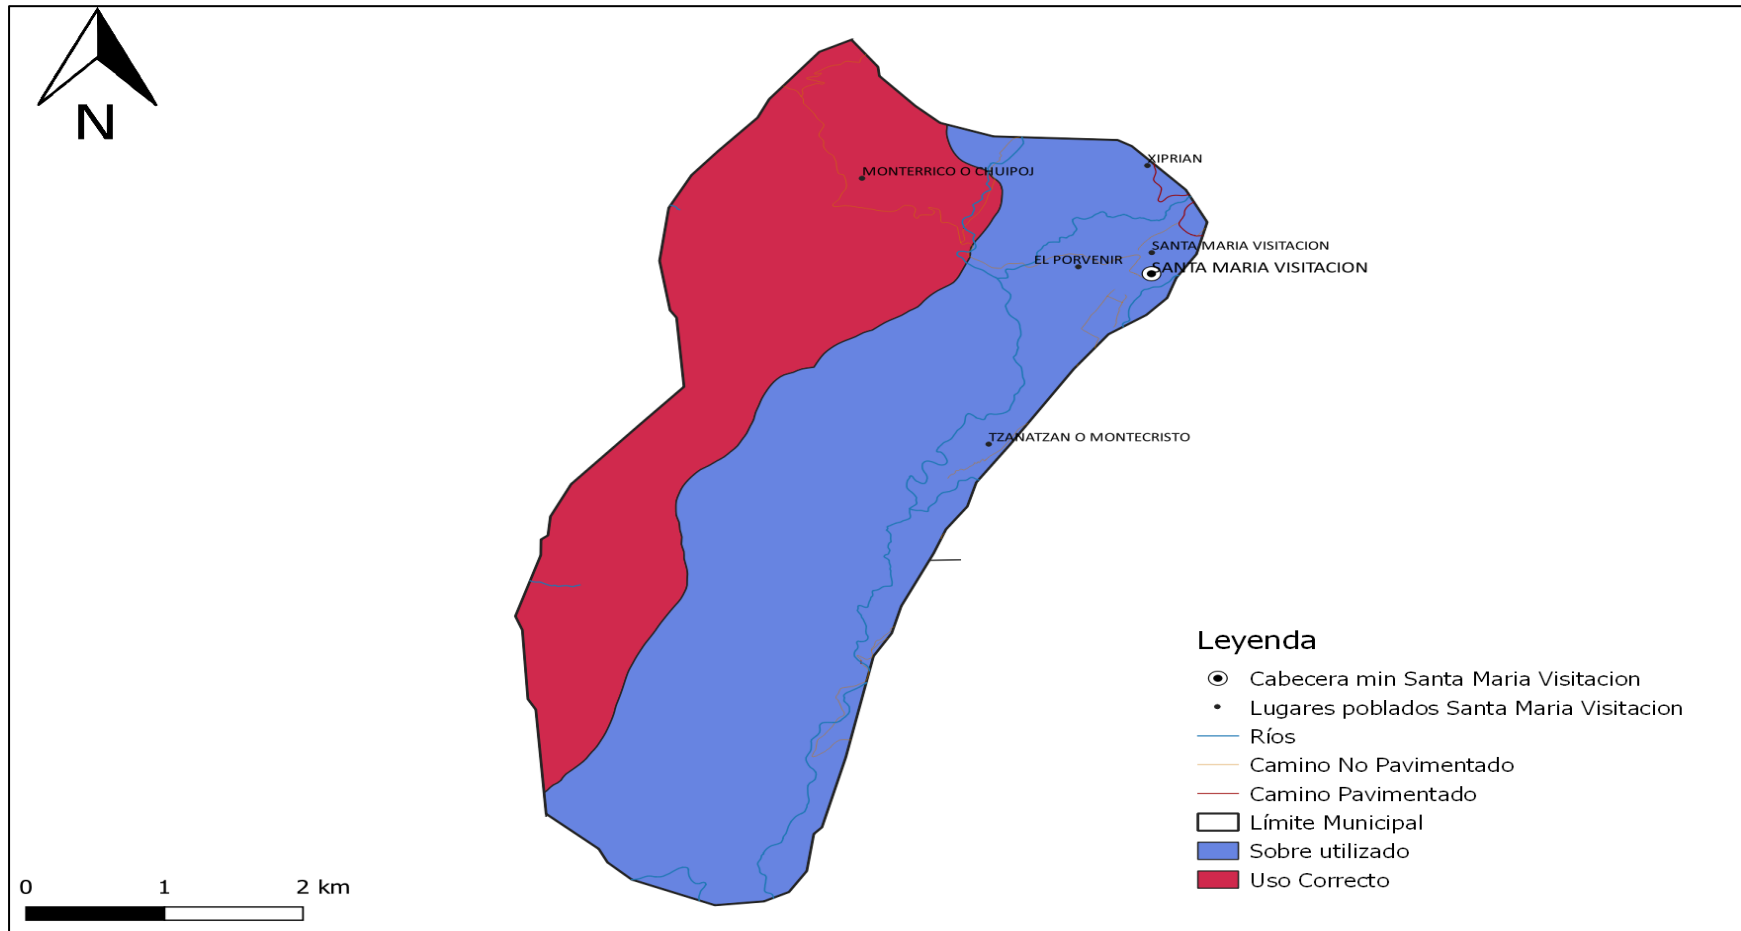 N
XIPRIAN
MONTERRICO O CHUIPOJ
SANTA MARIA VISITACION
EL PORVENIR
SANTA MARIA VISITACION
TZANATZAN O MONTECRISTO
Leyenda
Cabecera min Santa Maria Visitacion
Lugares poblados Santa Maria Visitacion
Ríos
Camino No Pavimentado
Camino Pavimentado
Límite Municipal
Sobre utilizado
Uso Correcto
0 1 2 km